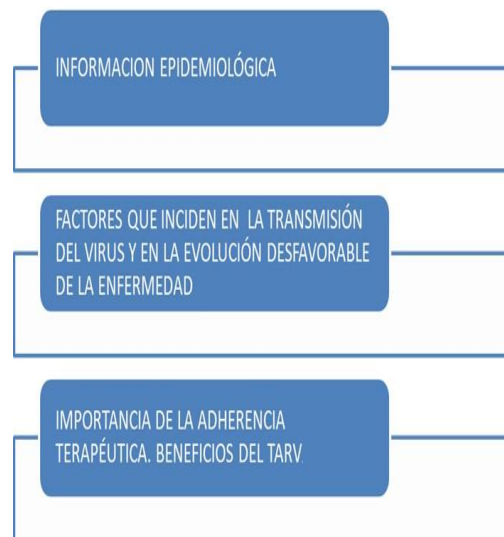 INFORMACION EPIDEMIOLÓGICA
FACTORES QUE INCIDEN EN LA TRANSMISIÓN
DEL VIRUS Y EN LA EVOLUCIÓN DESFAVORABLE
DE LA ENFERMEDAD
IMPORTANCIA DE LA ADHERENCIA
TERAPÉUTICA. BENEFICIOS DEL TARV.